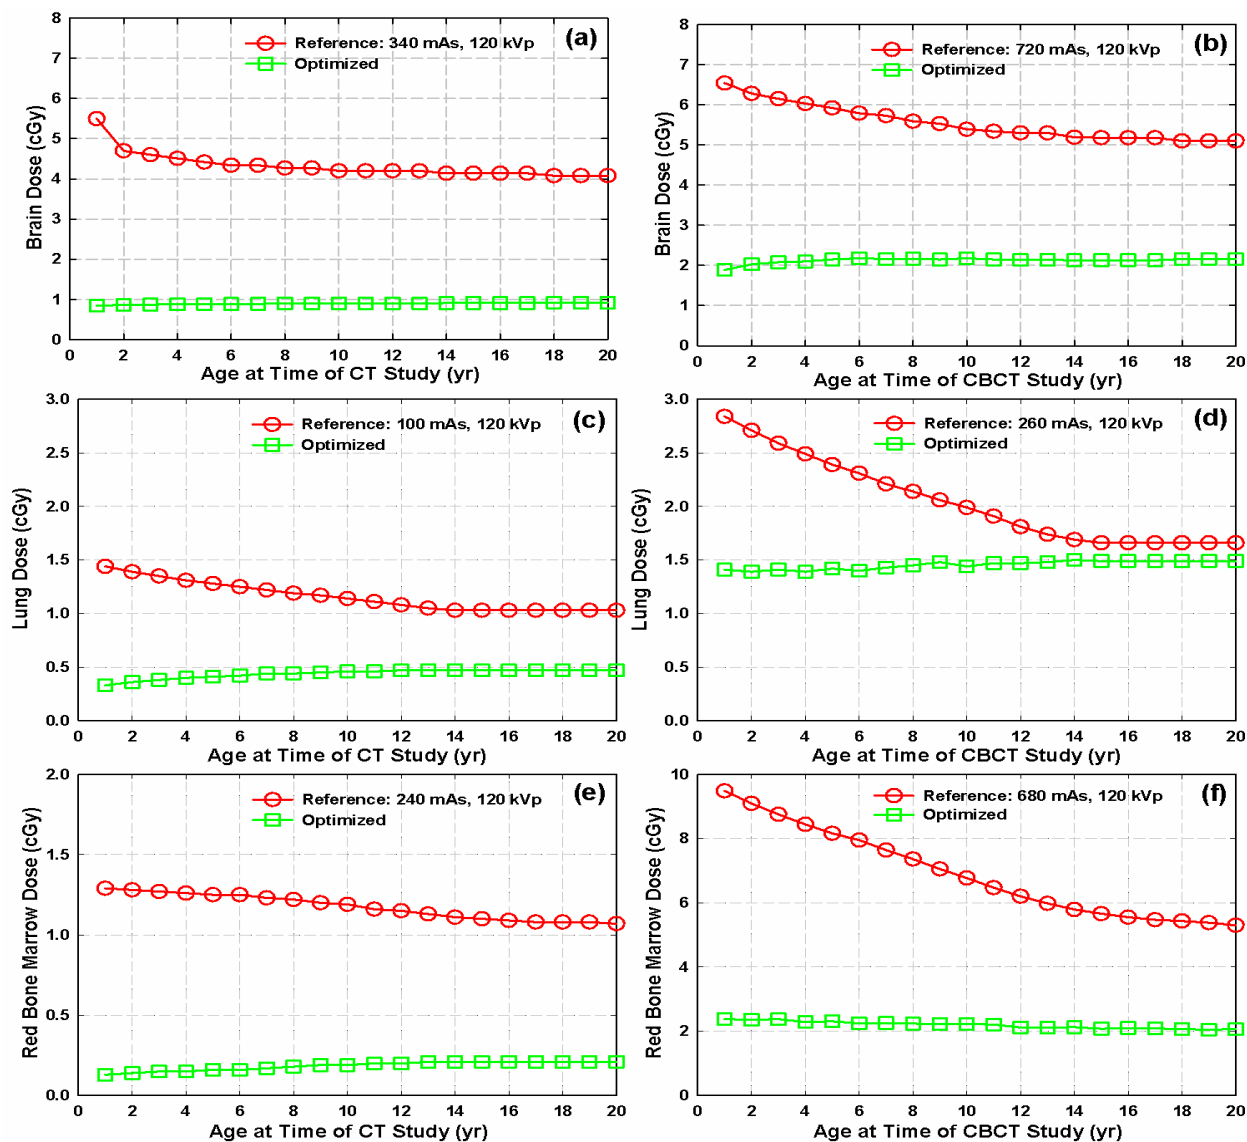 (a)
Reference: 340 mAs, 120 kVp
Optimized
Brain Dose (cGy)
8
7
6
5
4
3
2
1
0
0 2 4 6 8 10 12 14 16 18 20
Age at Time of CT Study (yr)
(b)
Reference: 720 mAs, 120 kVp
Optimized
Brain Dose (cGy)
8
7
6
5
4
3
2
1
0
0 2 4 6 8 10 12 14 16 18 20
Age at Time of CBCT Study (yr)
(c)
Reference: 100 mAs, 120 kVp
Optimized
Lung Dose (cGy)
3.0
2.5
2.0
1.5
1.0
0.5
0.0
0 2 4 6 8 10 12 14 16 18 20
Age at Time of CT Study (yr)
(d)
Reference: 260 mAs, 120 kVp
Optimized
Lung Dose (cGy)
3.0
2.5
2.0
1.5
1.0
0.5
0.0
0 2 4 6 8 10 12 14 16 18 20
Age at Time of CBCT Study (yr)
(e)
Reference: 240 mAs, 120 kVp
Optimized
Red Bone Marrow Dose (cGy)
2.0
1.5
1.0
0.5
0.0
0 2 4 6 8 10 12 14 16 18 20
Age at Time of CT Study (yr)
(f)
Reference: 680 mAs, 120 kVp
Optimized
Red Bone Marrow Dose (cGy)
10
8
6
4
2
0
0 2 4 6 8 10 12 14 16 18 20
Age at Time of CBCT Study (yr)